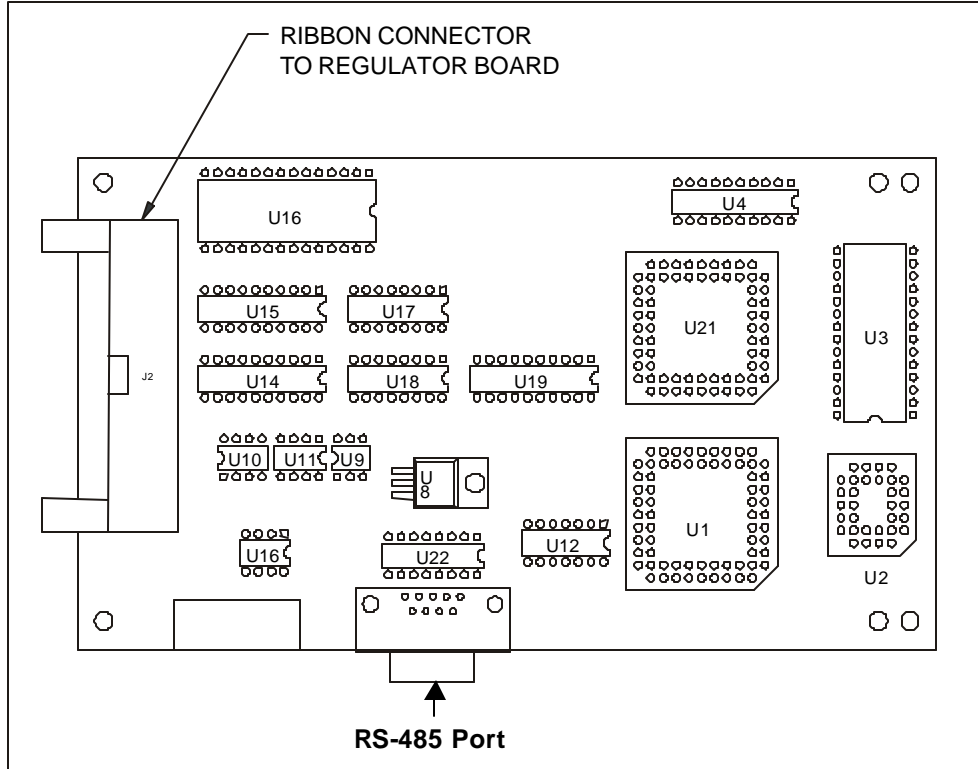 RIBBON CONNECTOR
TO REGULATOR BOARD
U16
U4
U15
U17
U21
U3
J2
U14
U18
U19
U10
U11
U9
U
8
U16
U22
U12
U1
U2
RS-485 Port